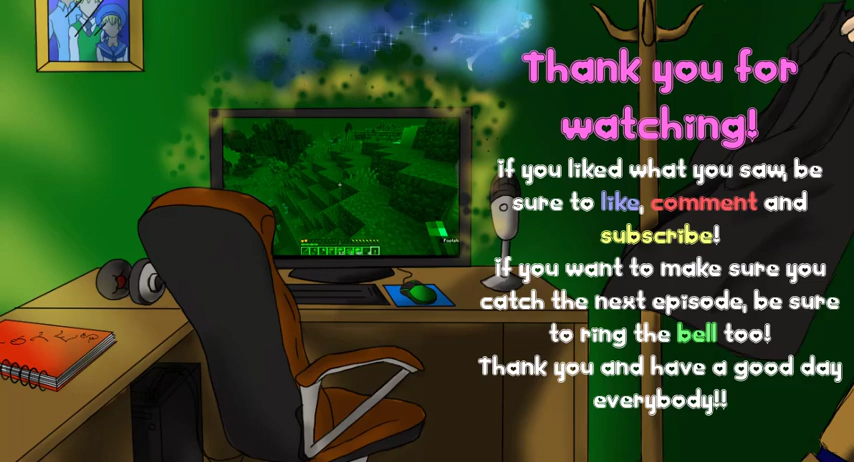 Thank you for
watching!
if you liked what you saw, be
sure to like, comment and
subscribe!
if you want to make sure you
catch the next episode, be sure
to ring the bell too!
Thank you and have a good day
everybody!!